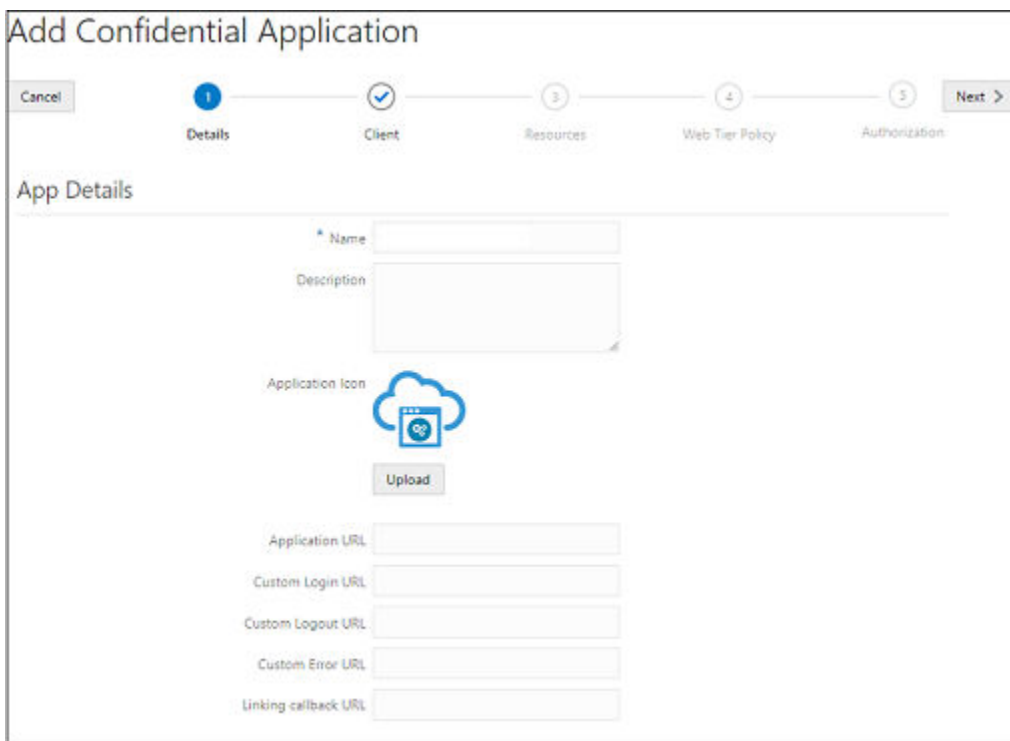 Add Confidential Application
Cancel
1
3
4
5
Next >
Details
Client
Resources
Web Tier Policy
Authorization
App Details
* Name
Description
Application Icon
Upload
Application URL
Custom Login URL
Custom Logout URL
Custom Error URL
Linking callback URL